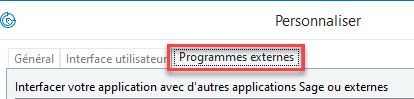 Personnaliser
Général Interface utilisateur Programmes externes
Interfacer votre application avec d'autres applications Sage ou externes